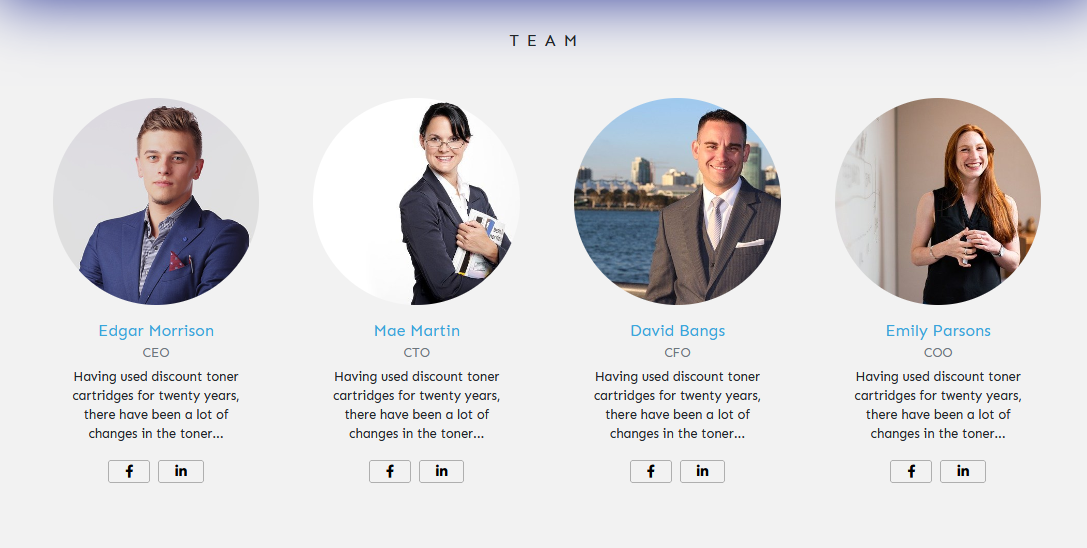 TEAM
Edgar Morrison
CEO
Having used discount toner
cartridges for twenty years,
there have been a lot of
changes in the toner...
f
in
Mae Martin
CTO
Having used discount toner
cartridges for twenty years,
there have been a lot of
changes in the toner...
f
in
David Bangs
CFO
Having used discount toner
cartridges for twenty years,
there have been a lot of
changes in the toner...
f
in
Emily Parsons
COO
Having used discount toner
cartridges for twenty years,
there have been a lot of
changes in the toner...
f
in